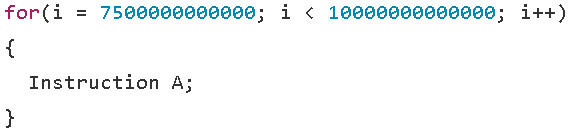 for(i = 7500000000000; i < 10000000000000; i++)
{
  Instruction A;
}